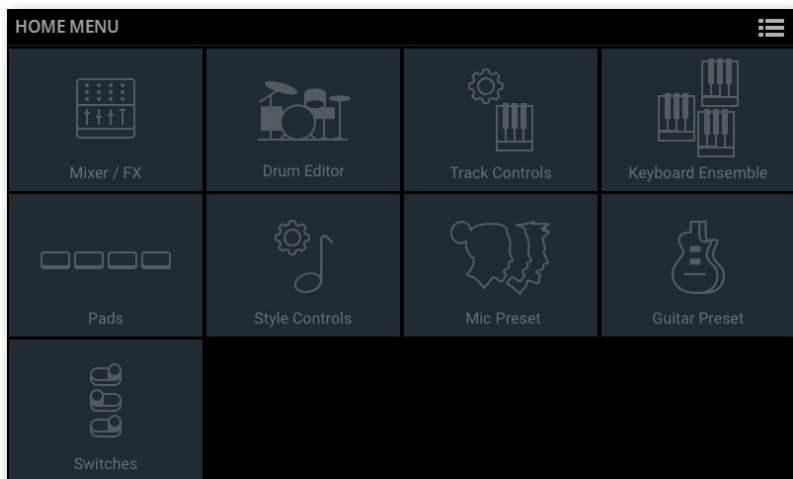 HOME MENU
Mixer / FX
Drum Editor
Track Controls
Keyboard Ensemble
Pads
Style Controls
Mic Preset
Guitar Preset
Switches